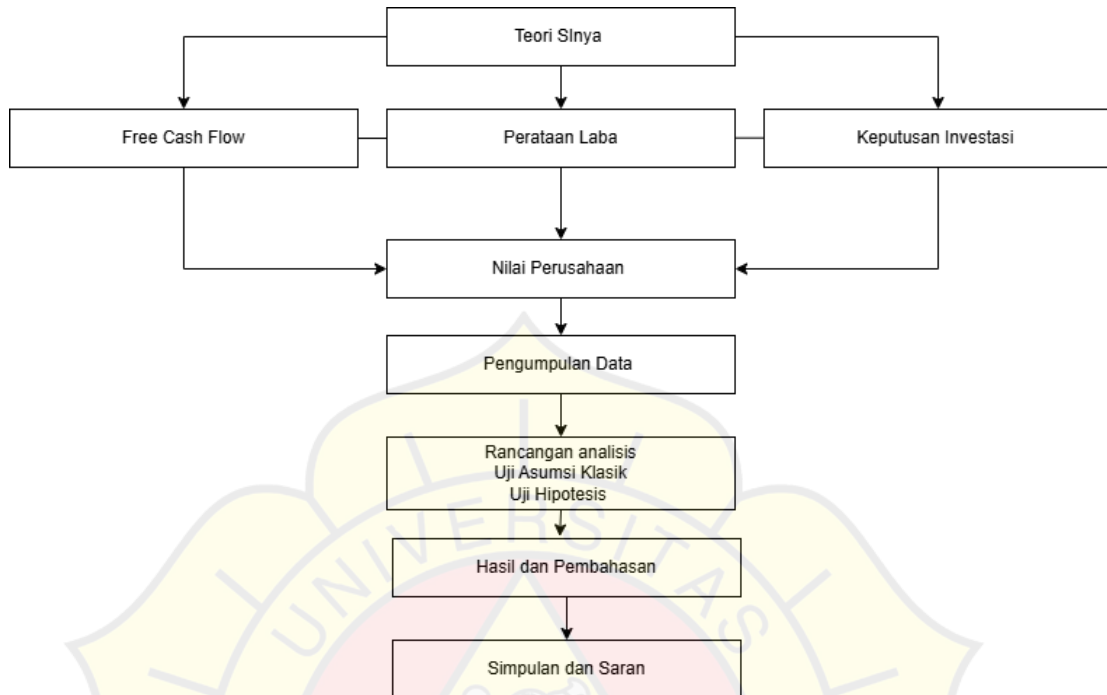 Teori SInya
Free Cash Flow
Perataan Laba
Keputusan Investasi
Nilai Perusahaan
Pengumpulan Data
Rancangan analisis
Uji Asumsi Klasik
Uji Hipotesis
UNIVERSITAS
Hasil dan Pembahasan
Simpulan dan Saran